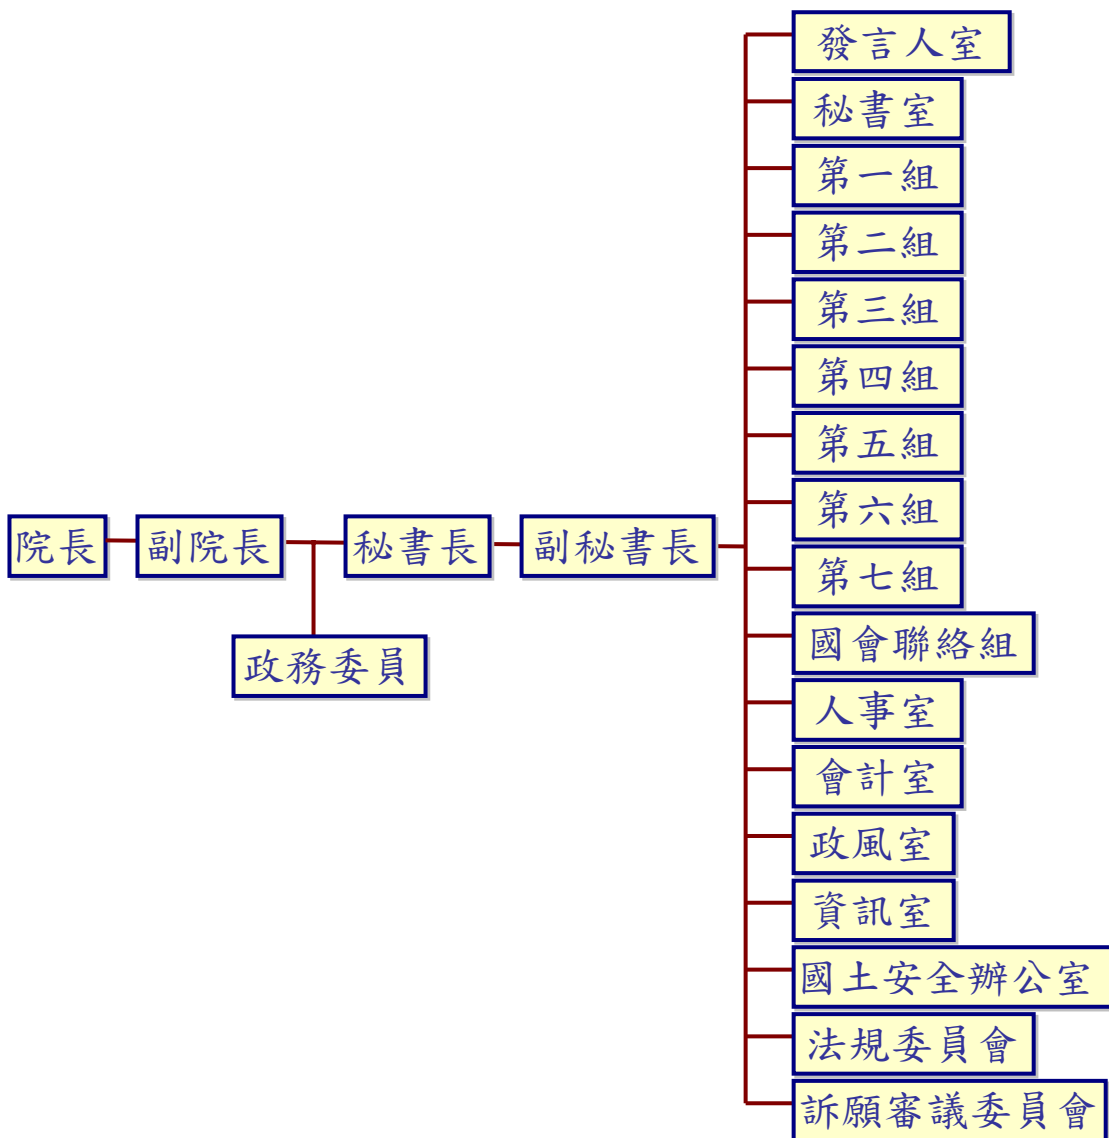 發言人室
秘書室
第一組
第二組
第三組
第四組
第五組
第六組
第七組
院長
副院長
秘書長
副秘書長
政務委員
國會聯絡組
人事室
會計室
政風室
資訊室
國土安全辦公室
法規委員會
訴願審議委員會